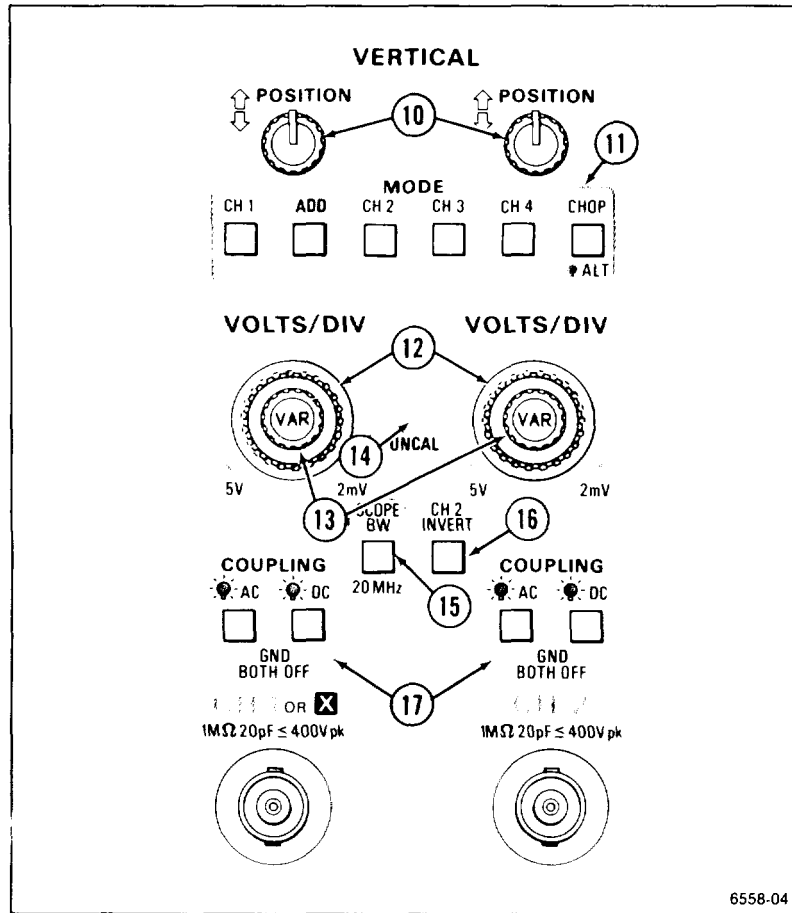 VERTICAL
POSITION
10
POSITION
11
MODE
CH 1 ADD CH 2 CH 3 CH 4 CHOP
ALT
VOLTS/DIV
12
VOLTS/DIV
VAR
14
UNCAL
VAR
5V 2mV
13
5V 2mV
SCOPE BW
CH 2 INVERT
16
20 MHz
15
COUPLING
AC DC
GND
BOTH OFF
COUPLING
AC DC
GND
BOTH OFF
17
OR X
1MΩ 20pF ≤ 400V pk
1MΩ 20pF ≤ 400V pk
6558-04